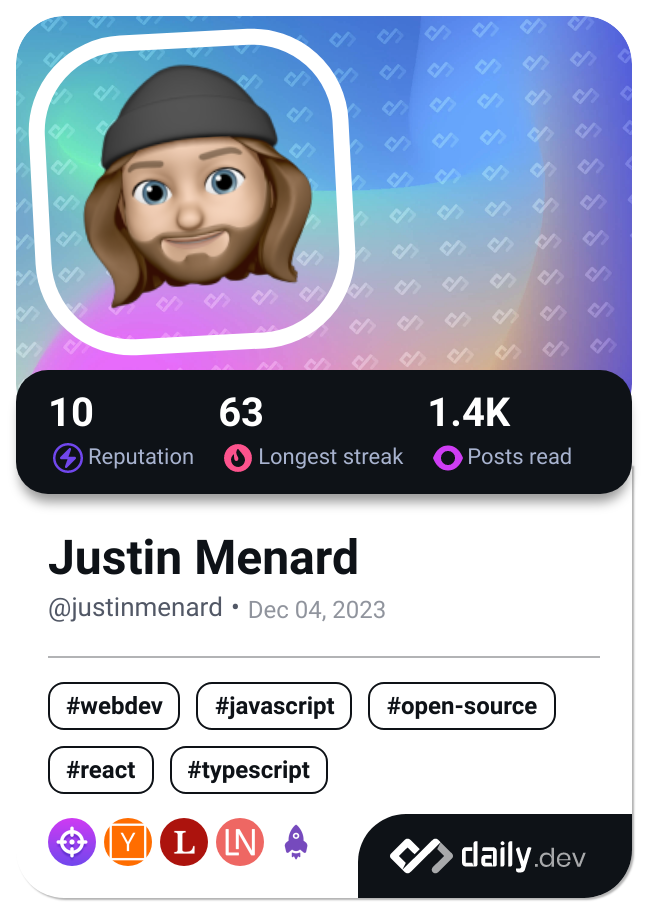 10 63 1.4K
Reputation Longest streak Posts read
Justin Menard
@justinmenard • Dec 04, 2023
#webdev #javascript #open-source
#react #typescript
Y L LN
daily.dev